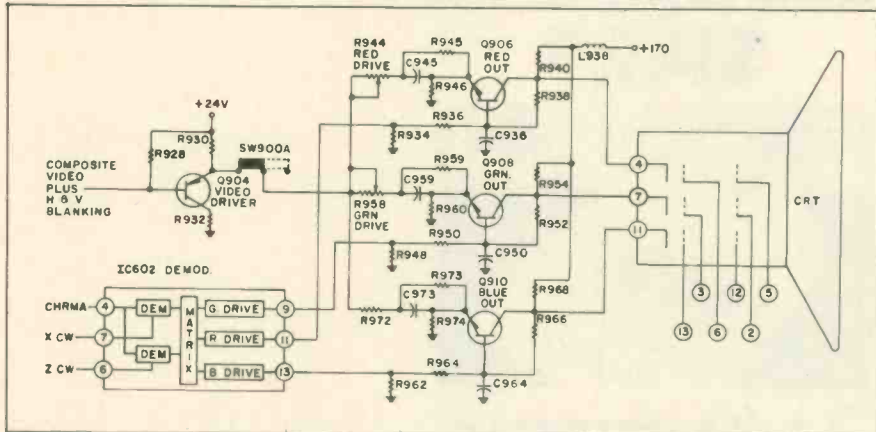 R944
RED
DRIVE
R945
C945
R946
Q906
RED
OUT
R940
L938
+170
R938
+24V
R936
R934
C936
R930
SW900A
R928
COMPOSITE
VIDEO
PLUS
H & V
BLANKING
Q904
VIDEO
DRIVER
R932
R959
C959
R960
R958
GRN
DRIVE
Q908
GRN. OUT
R954
R952
R950
R948
C950
4
7
11
CRT
3
12
5
13
6
2
IC602 DEMOD.
CHRMA
4
DEM
G DRIVE
9
X CW
7
MATRIX
R DRIVE
11
DEM
Z CW
6
B DRIVE
13
R973
C973
R972
R974
Q910
BLUE
OUT
R968
R966
R964
R962
C964